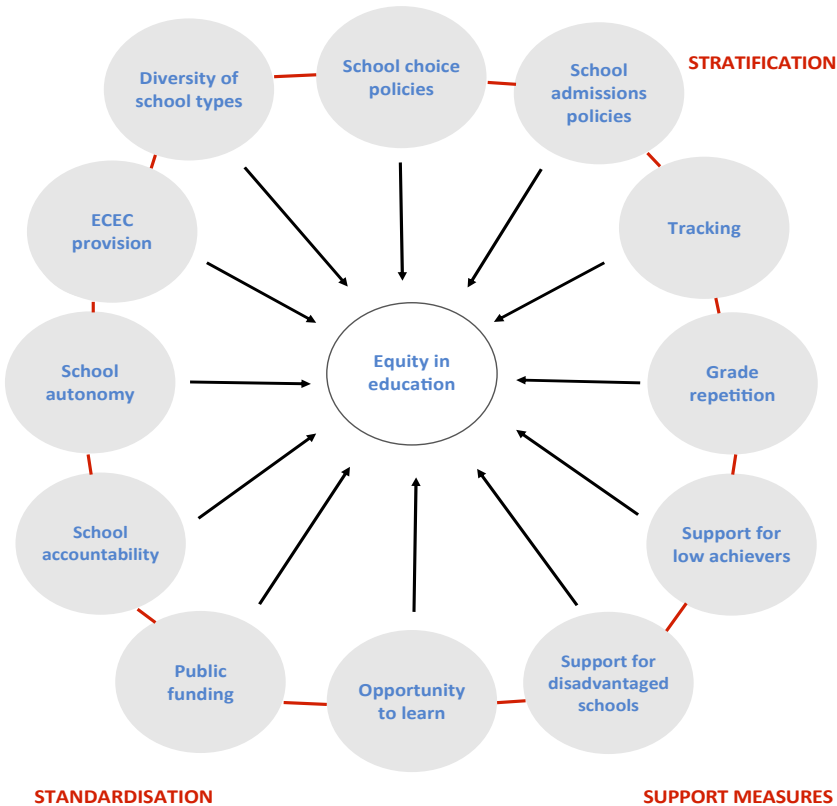 School choice
policies
Diversity of
school types
School
admissions
policies
STRATIFICATION
ECEC
provision
Tracking
Equity in
education
School
autonomy
Grade
repetition
School
accountability
Support for
low achievers
Public
funding
Opportunity
to learn
Support for
disadvantaged
schools
STANDARDISATION
SUPPORT MEASURES